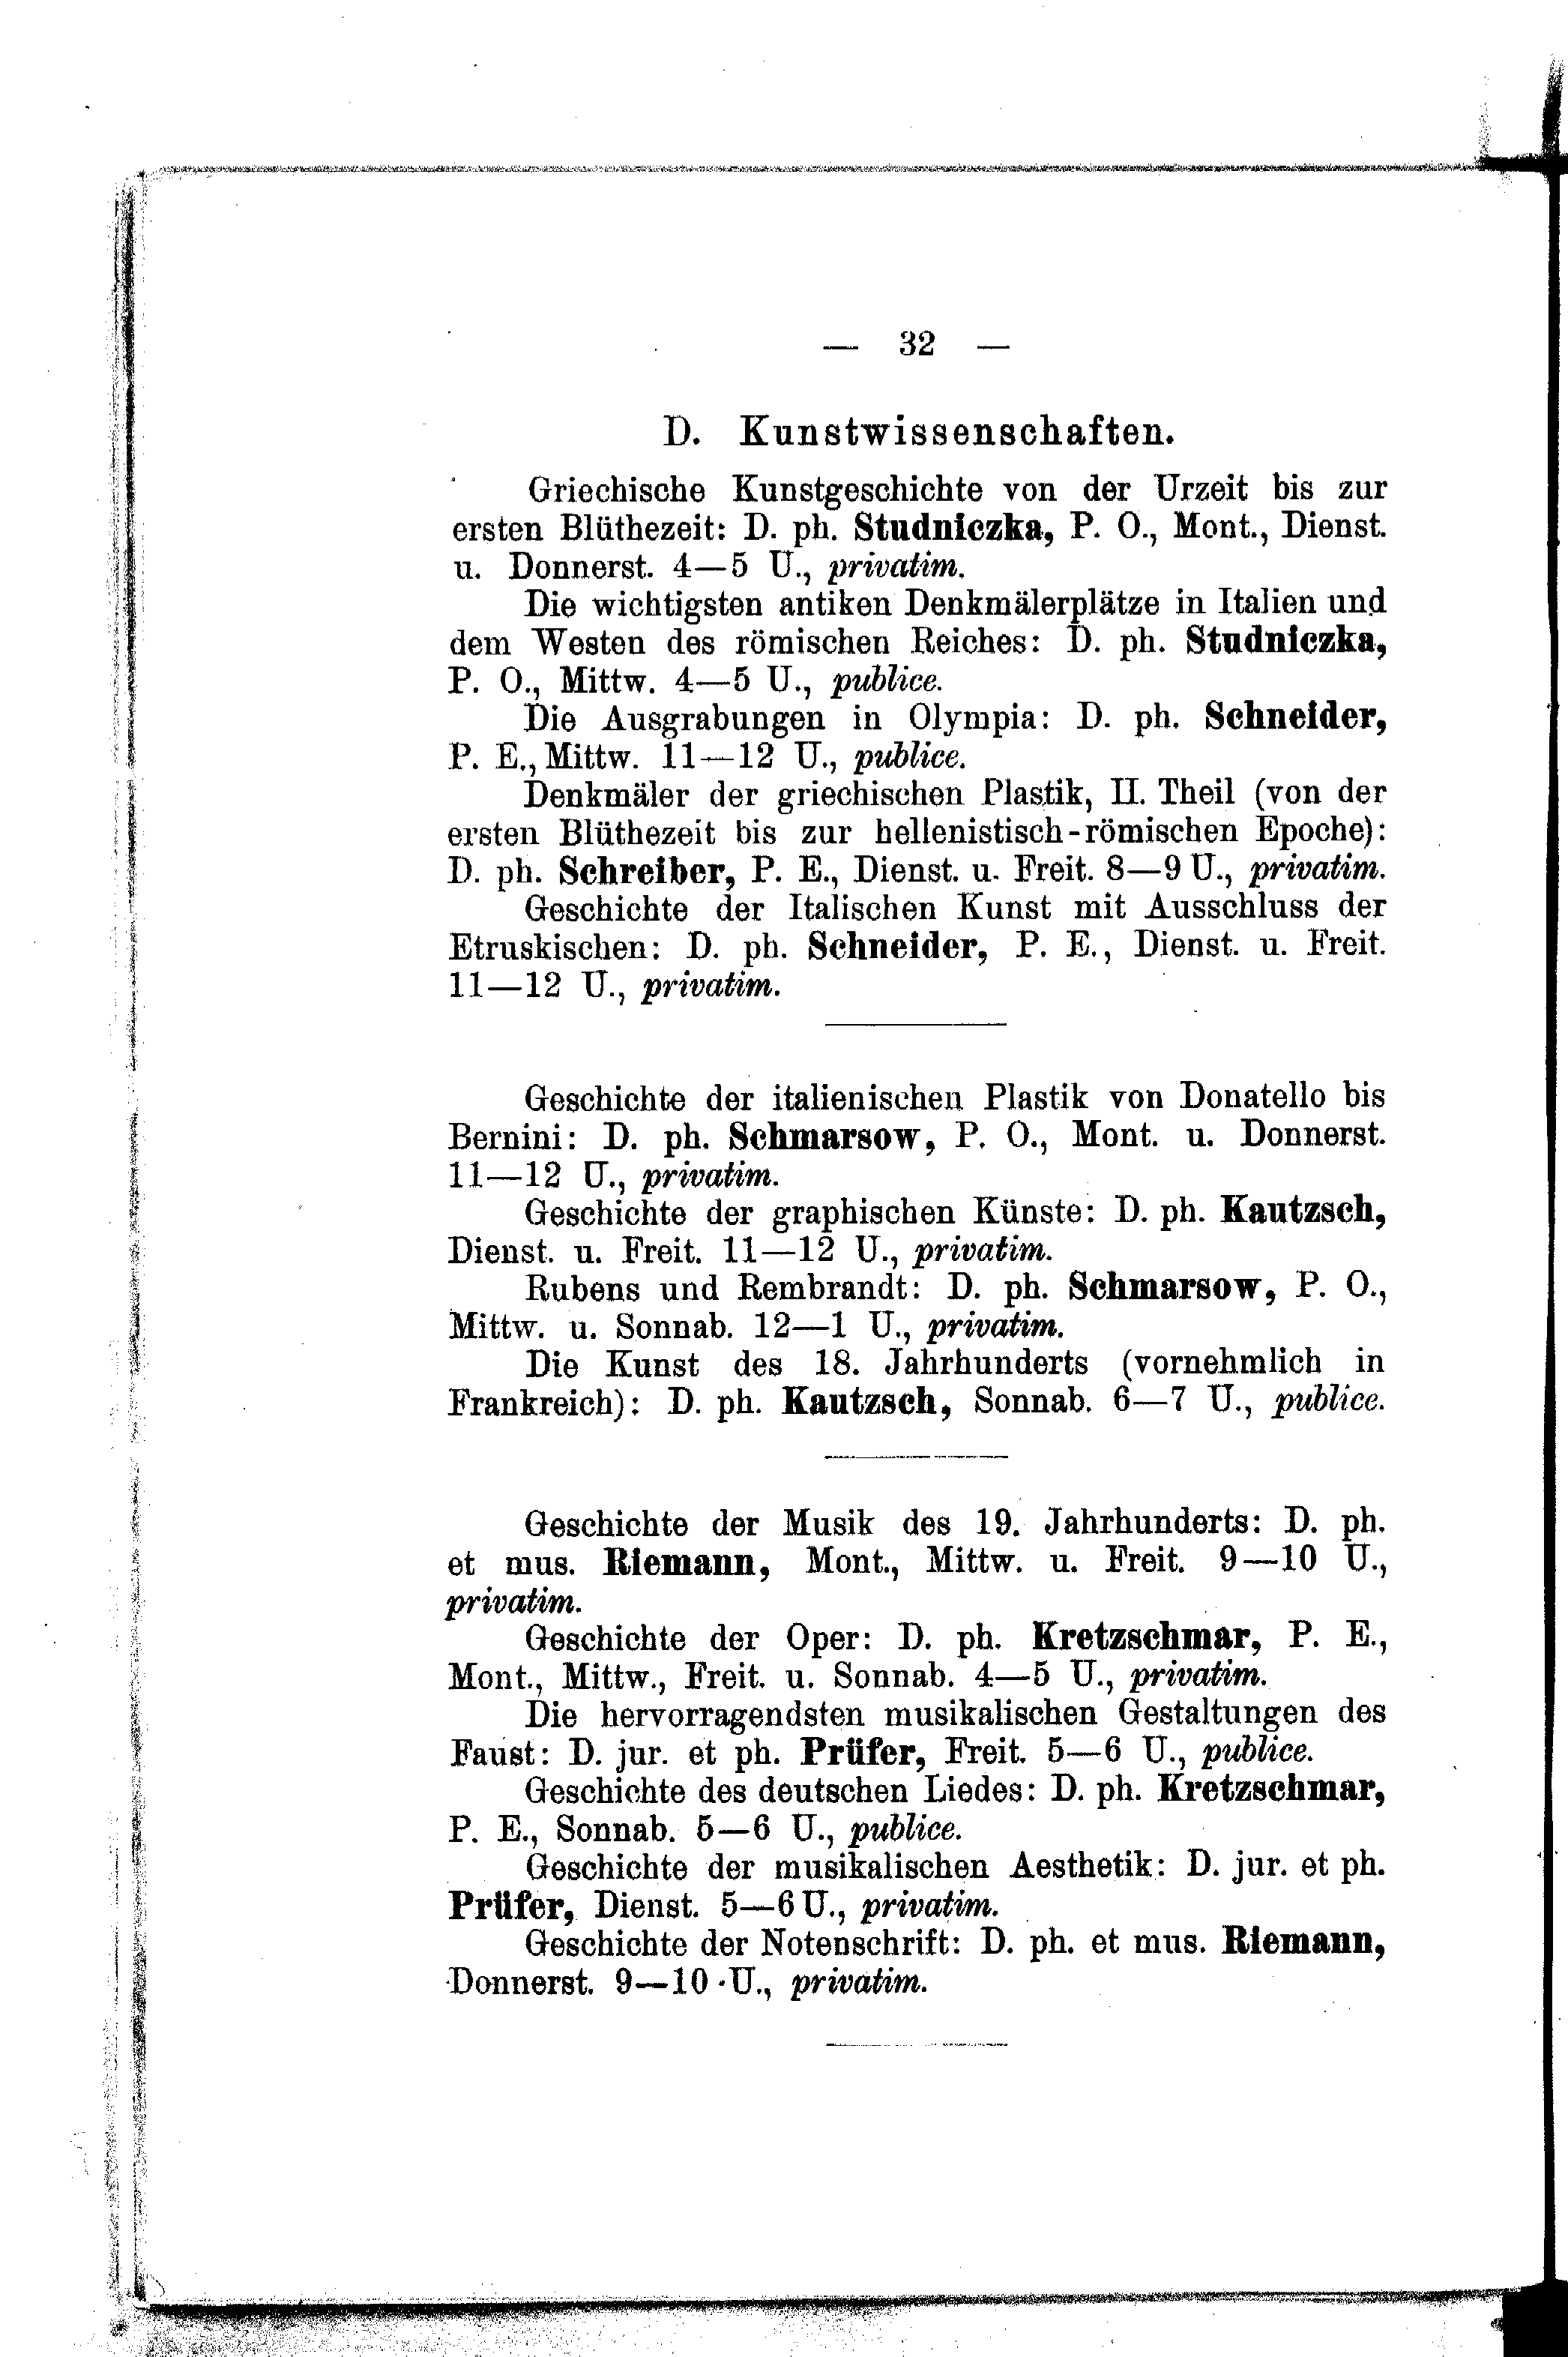 — 32 —
D. Kunstwissenschaften.
Griechische Kunstgeschichte von der Urzeit bis zur
ersten Blüthezeit: D. ph. Studniczka, P. O., Mont., Dienst.
u. Donnerst. 4—5 U., privatim.
Die wichtigsten antiken Denkmälerplätze in Italien und
dem Westen des römischen Reiches: D. ph. Studniczka,
P. O., Mittw. 4—5 U., publice.
Die Ausgrabungen in Olympia: D. ph. Schneider,
P. E., Mittw. 11—12 U., publice.
Denkmäler der griechischen Plastik, II. Theil (von der
ersten Blüthezeit bis zur hellenistisch-römischen Epoche):
D. ph. Schreiber, P. E., Dienst. u. Freit. 8—9 U., privatim.
Geschichte der Italischen Kunst mit Ausschluss der
Etruskischen: D. ph. Schneider, P. E., Dienst. u. Freit.
11—12 U., privatim.
Geschichte der italienischen Plastik von Donatello bis
Bernini: D. ph. Schmarsow, P. O., Mont. u. Donnerst.
11—12 U., privatim.
Geschichte der graphischen Künste: D. ph. Kautzsch,
Dienst. u. Freit. 11—12 U., privatim.
Rubens und Rembrandt: D. ph. Schmarsow, P. O.,
Mittw. u. Sonnab. 12—1 U., privatim.
Die Kunst des 18. Jahrhunderts (vornehmlich in
Frankreich): D. ph. Kautzsch, Sonnab. 6—7 U., publice.
Geschichte der Musik des 19. Jahrhunderts: D. ph.
et mus. Riemann, Mont., Mittw. u. Freit. 9—10 U.,
privatim.
Geschichte der Oper: D. ph. Kretzschmar, P. E.,
Mont., Mittw., Freit. u. Sonnab. 4—5 U., privatim.
Die hervorragendsten musikalischen Gestaltungen des
Faust: D. jur. et ph. Prüfer, Freit. 5—6 U., publice.
Geschichte des deutschen Liedes: D. ph. Kretzschmar,
P. E., Sonnab. 5—6 U., publice.
Geschichte der musikalischen Aesthetik: D. jur. et ph.
Prüfer, Dienst. 5—6 U., privatim.
Geschichte der Notenschrift: D. ph. et mus. Riemann,
Donnerst. 9—10 U., privatim.